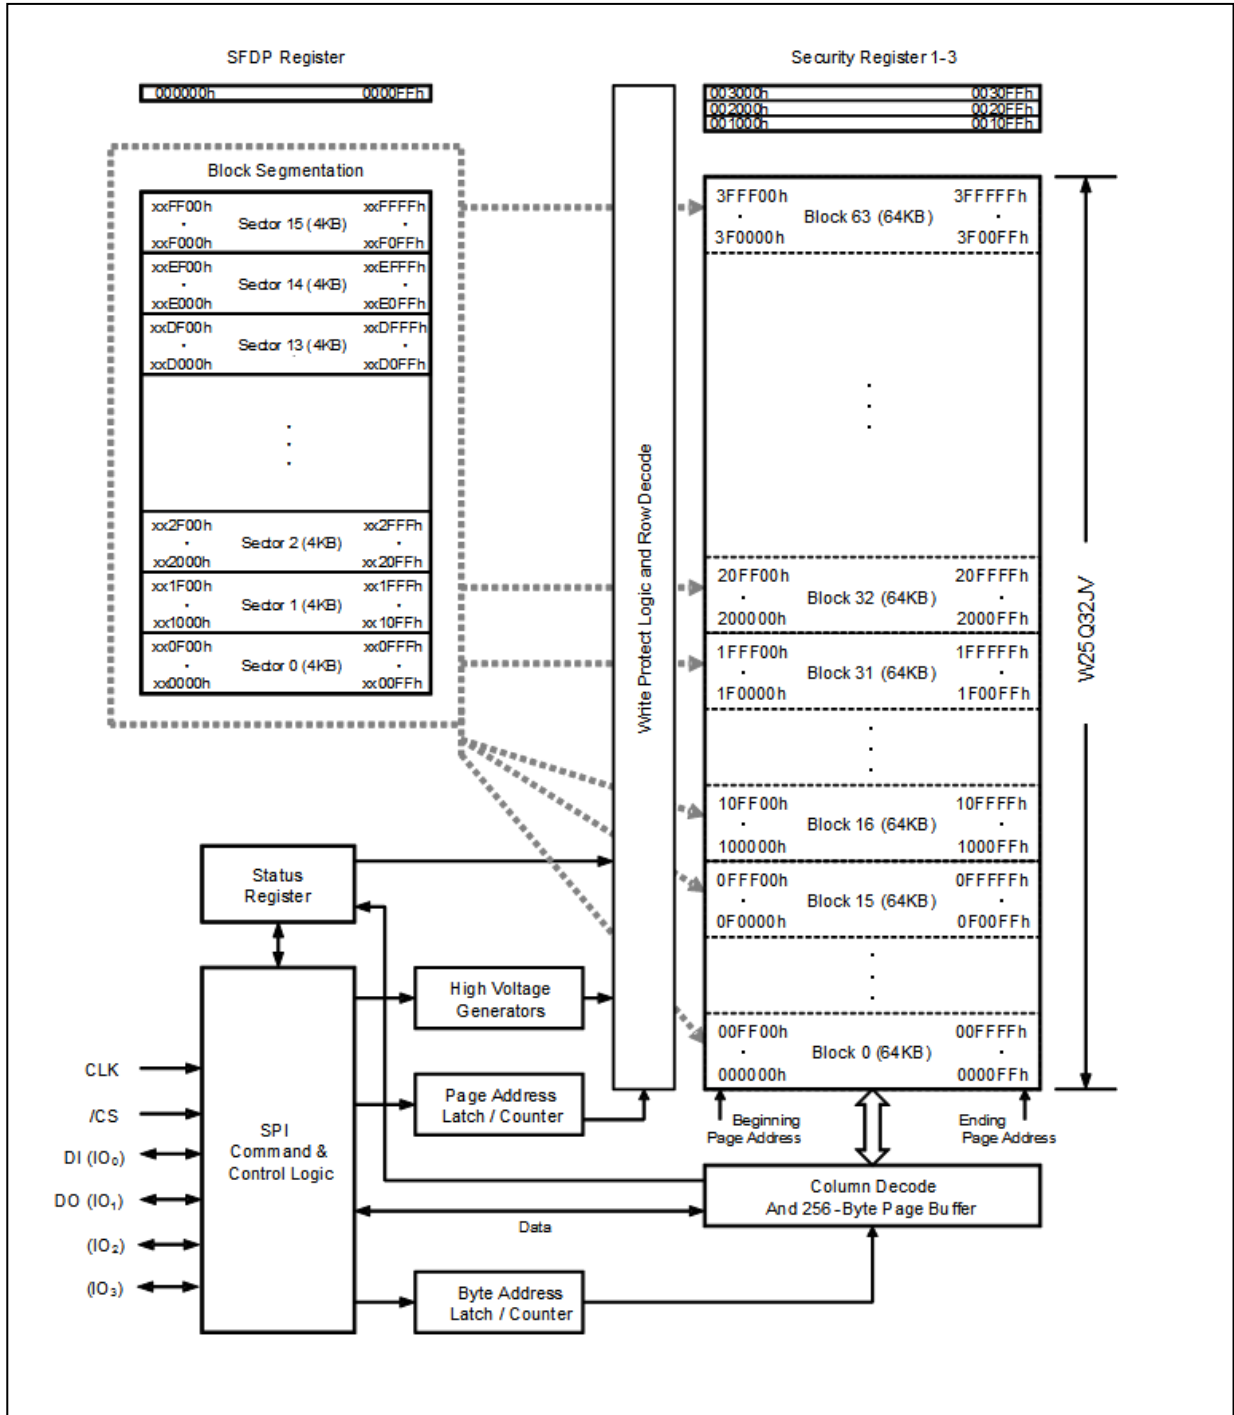 SFDP Register
000000h 0000FFh
Security Register 1-3
003000h 0030FFh
002000h 0020FFh
001000h 0010FFh
Block Segmentation
xxFF00h xxFFFFh
Sector 15 (4KB)
xxF000h xxF0FFh
xxEF00h xxEFFFh
Sector 14 (4KB)
xxE000h xxE0FFh
xxDF00h xxDFFFh
Sector 13 (4KB)
xxD000h xxD0FFh
xx2F00h xx2FFFh
Sector 2 (4KB)
xx2000h xx20FFh
xx1F00h xx1FFFh
Sector 1 (4KB)
xx1000h xx10FFh
xx0F00h xx0FFFh
Sector 0 (4KB)
xx0000h xx00FFh
Write Protect Logic and Row Decode
3FFF00h 3FFFFFh
Block 63 (64KB)
3F0000h 3F00FFh
20FF00h 20FFFFh
Block 32 (64KB)
200000h 2000FFh
1FFF00h 1FFFFFh
Block 31 (64KB)
1F0000h 1F00FFh
10FF00h 10FFFFh
Block 16 (64KB)
100000h 1000FFh
0FFF00h 0FFFFFh
Block 15 (64KB)
0F0000h 0F00FFh
00FF00h 00FFFFh
Block 0 (64KB)
000000h 0000FFh
W25Q32JV
Beginning
Page Address
Ending
Page Address
Status
Register
High Voltage
Generators
Page Address
Latch / Counter
SPI
Command &
Control Logic
CLK
/CS
DI (IO0)
DO (IO1)
(IO2)
(IO3)
Column Decode
And 256-Byte Page Buffer
Data
Byte Address
Latch / Counter